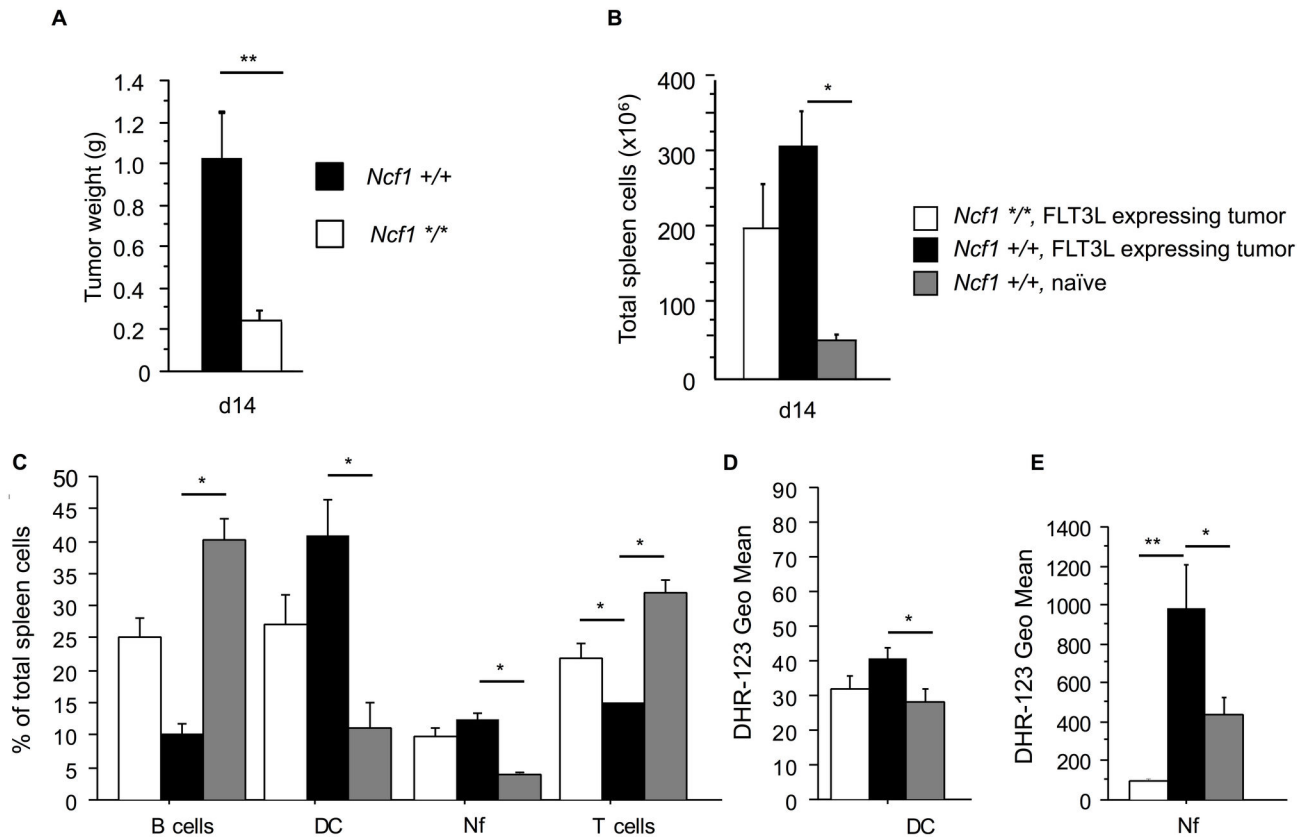 A
**
Tumor weight (g)
1.4
1.2
1.0
0.8
0.6
0.4
0.2
0
d14
Ncf1 +/+
Ncf1 */*
B
*
Total spleen cells (x10⁶)
400
300
200
100
0
d14
Ncf1 */*, FLT3L expressing tumor
Ncf1 +/+, FLT3L expressing tumor
Ncf1 +/+, naïve
C
% of total spleen cells
50
45
40
35
30
25
20
15
10
5
0
*
*
*
*
*
B cells
DC
Nf
T cells
D
DHR-123 Geo Mean
90
80
70
60
50
40
30
20
10
0
*
DC
E
DHR-123 Geo Mean
1400
1200
1000
800
600
400
200
0
**
*
Nf